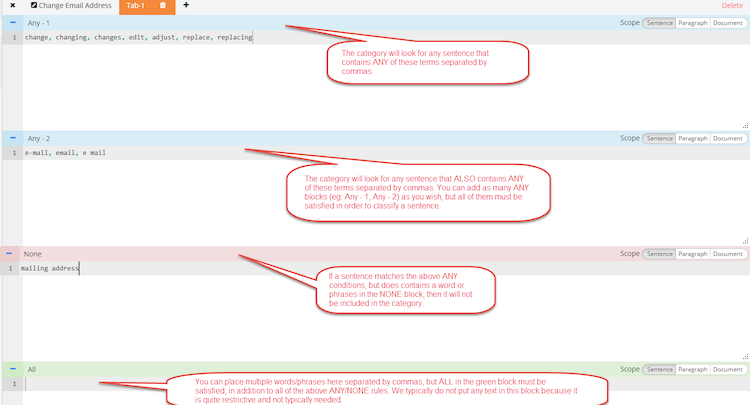 × Change Email Address Tab-1 + Delete
Any - 1 Scope Sentence Paragraph Document
1 change, changing, changes, edit, adjust, replace, replacing
The category will look for any sentence that
contains ANY of these terms separated by
commas
Any - 2 Scope Sentence Paragraph Document
1 e-mail, email, e mail
The category will look for any sentence that ALSO contains ANY
of these terms separated by commas. You can add as many ANY
blocks (eg. Any - 1, Any - 2) as you wish, but all of them must be
satisfied in order to classify a sentence.
None Scope Sentence Paragraph Document
1 mailing address
If a sentence matches the above ANY
conditions, but does contains a word or
phrases in the NONE block, then it will not
be included in the category.
All Scope Sentence Paragraph Document
1
You can place multiple words/phrases here separated by commas, but ALL in the green block must be
satisfied, in addition to all of the above ANY/NONE rules. We typically do not put any text in this block because it
is quite restrictive and not typically needed